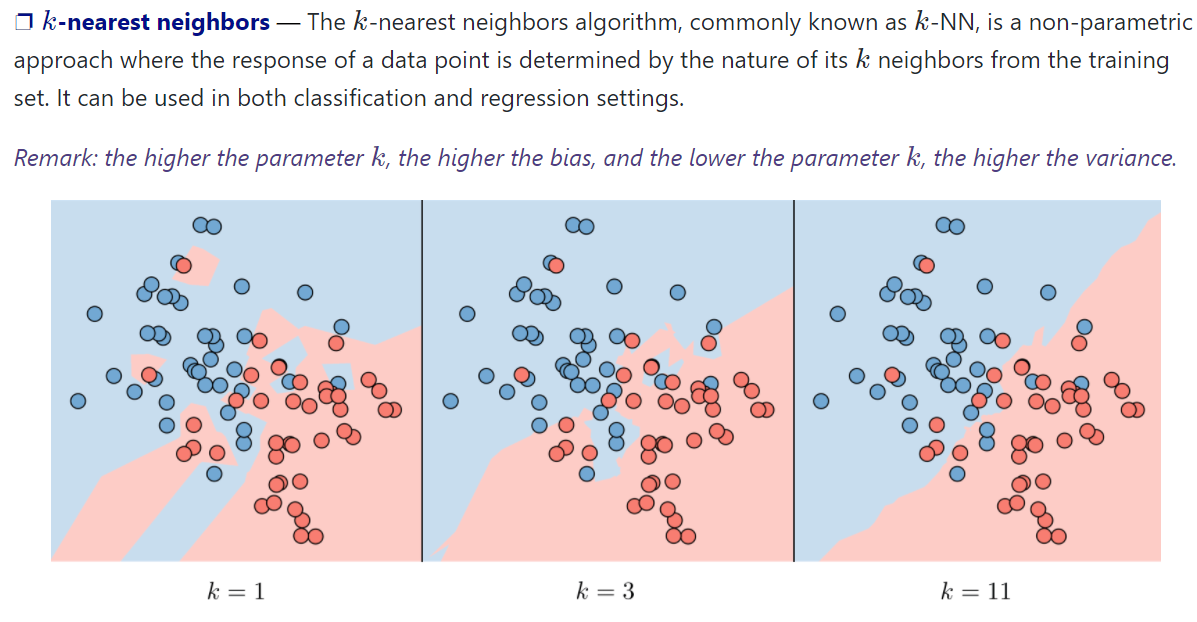 ❐ k-nearest neighbors — The k-nearest neighbors algorithm, commonly known as k-NN, is a non-parametric
approach where the response of a data point is determined by the nature of its k neighbors from the training
set. It can be used in both classification and regression settings.
Remark: the higher the parameter k, the higher the bias, and the lower the parameter k, the higher the variance.
k = 1
k = 3
k = 11